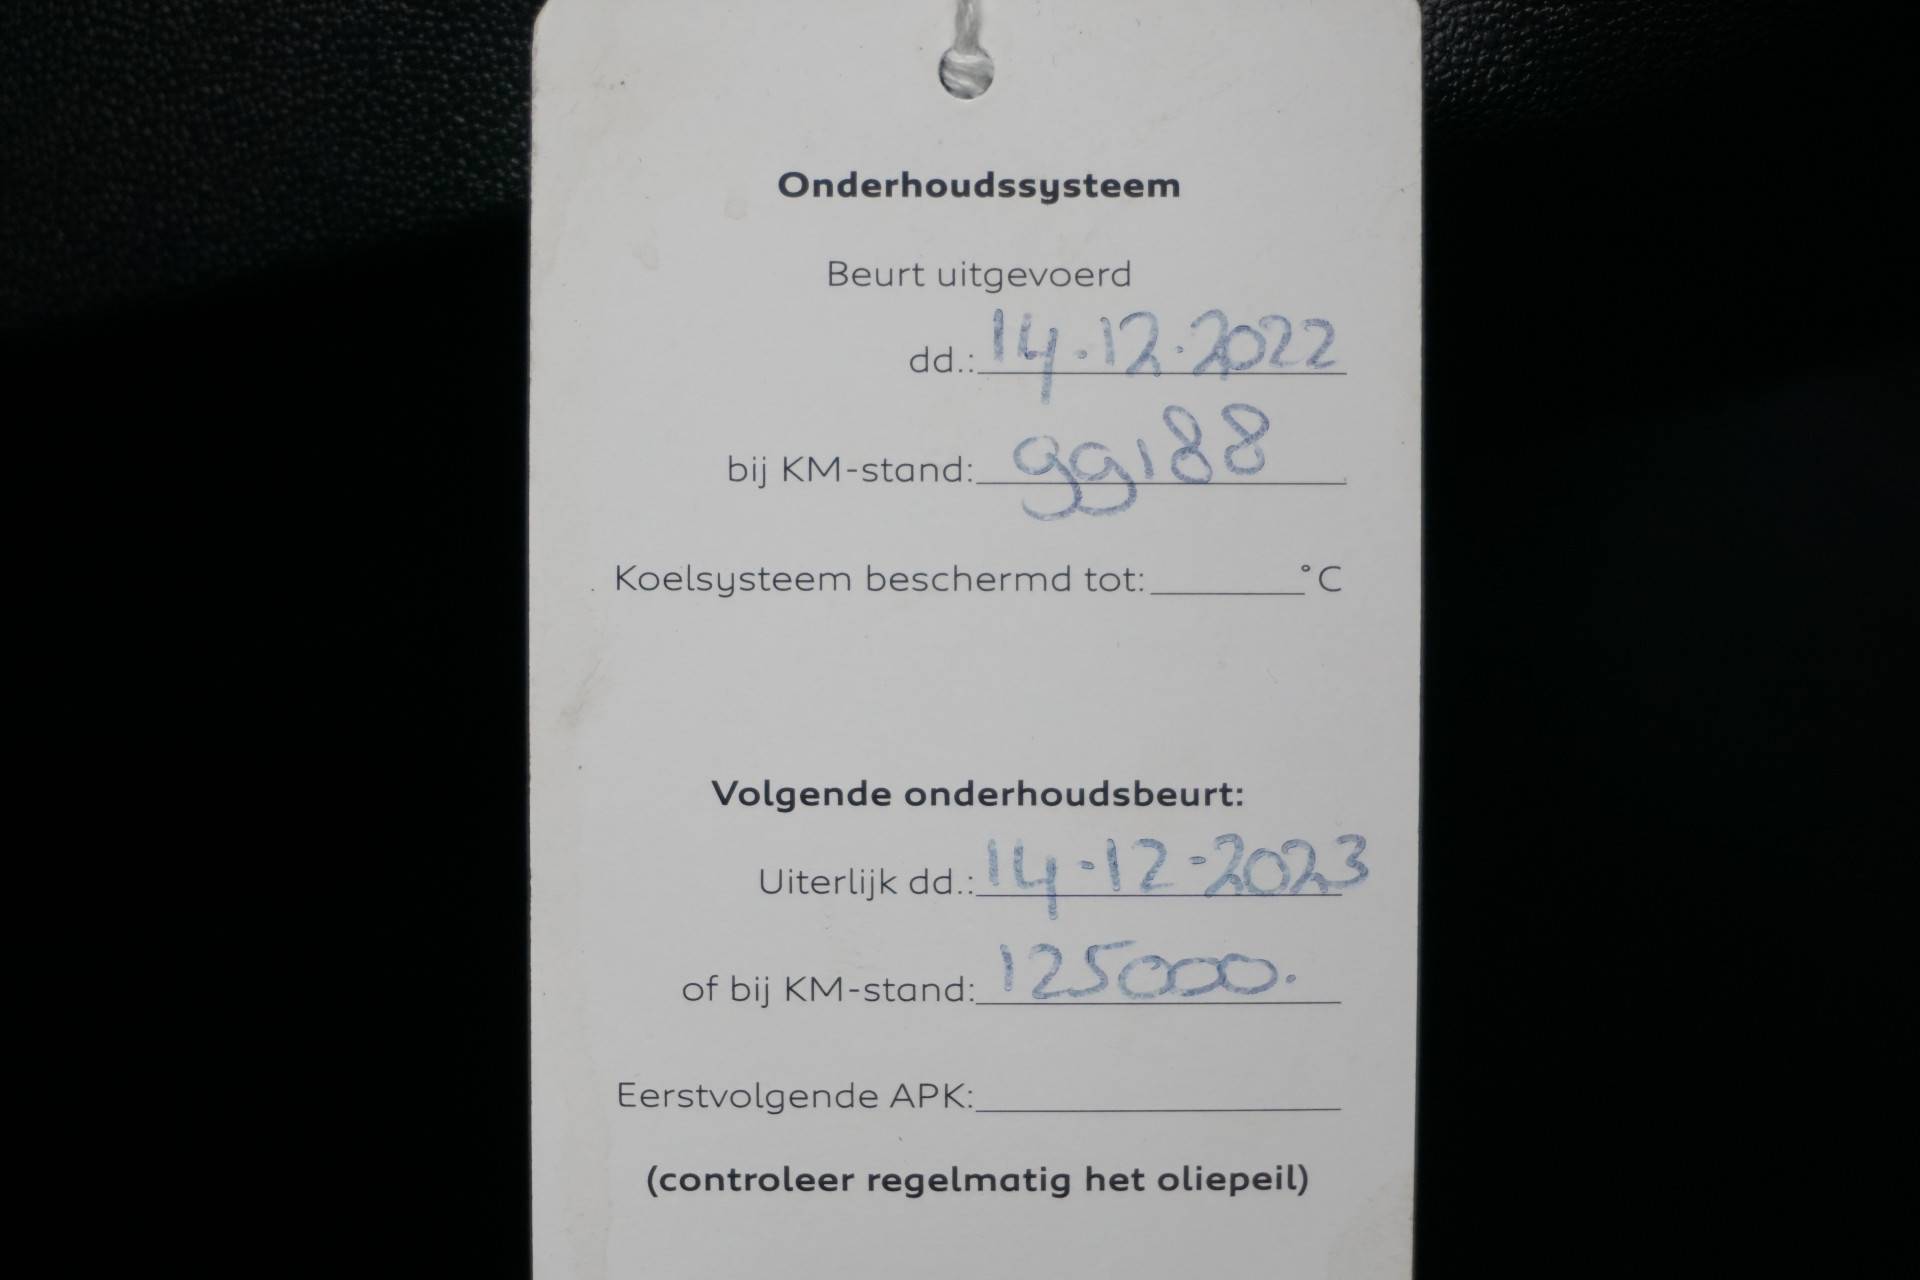 Onderhoudssysteem
Beurt uitgevoerd
dd.: 14.12.2022
bij KM-stand: 99188
Koelsysteem beschermd tot: °C
Volgende onderhoudsbeurt:
Uiterlijk dd.: 14-12-2023
of bij KM-stand: 125000.
Eerstvolgende APK:
(controleer regelmatig het oliepeil)